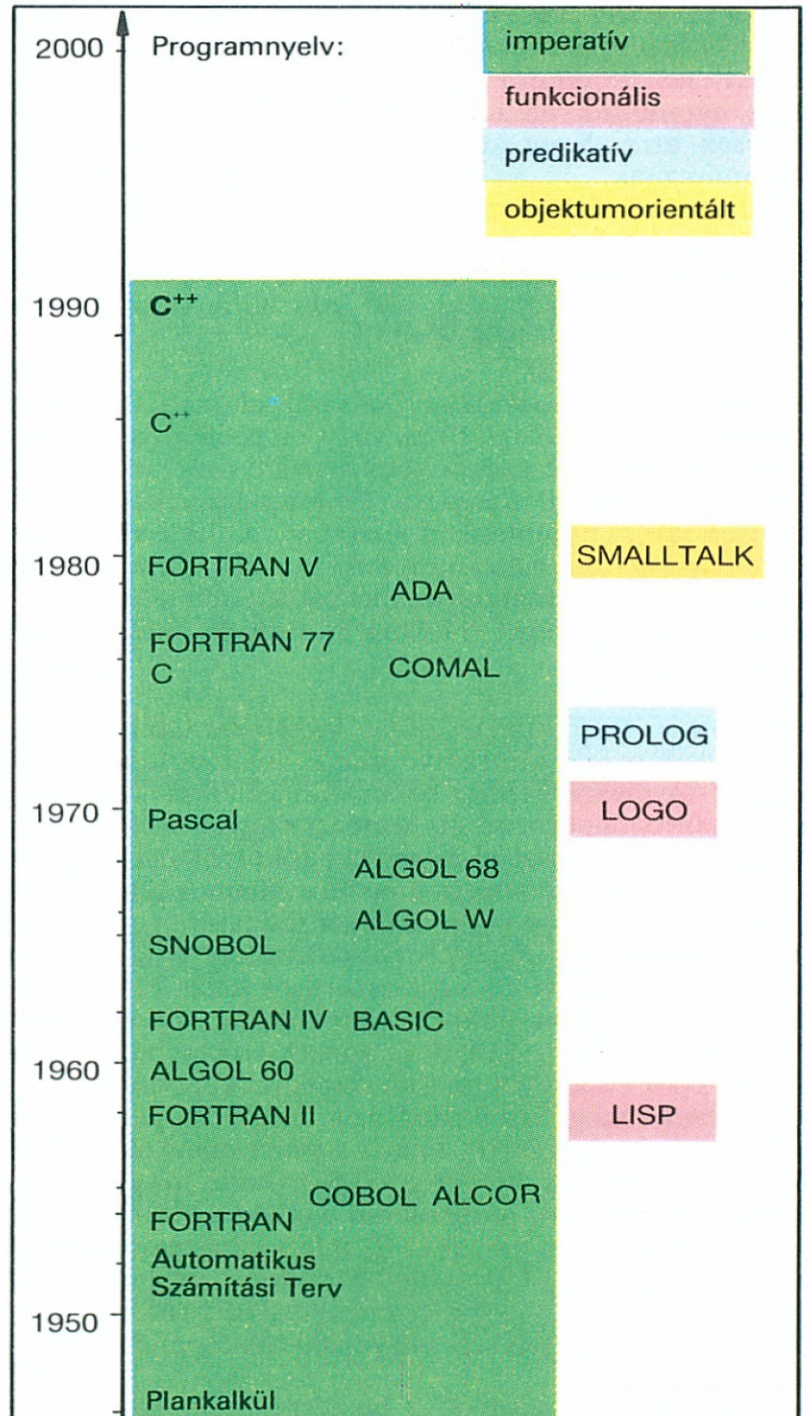 2000
Programnyelv:
imperatív
funkcionális
predikatív
objektumorientált
1990
C++
C++
1980
FORTRAN V
SMALLTALK
ADA
FORTRAN 77
C
COMAL
PROLOG
1970
Pascal
LOGO
ALGOL 68
ALGOL W
SNOBOL
FORTRAN IV
BASIC
1960
ALGOL 60
FORTRAN II
LISP
COBOL
ALCOR
FORTRAN
Automatikus
Számítási Terv
1950
Plankalkül